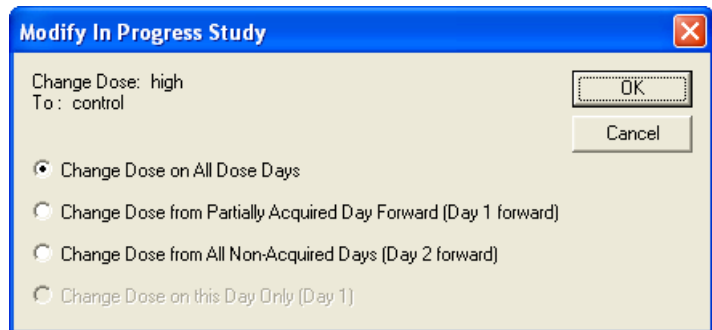 Modify In Progress Study
Change Dose: high
To : control
OK
Cancel
Change Dose on All Dose Days
Change Dose from Partially Acquired Day Forward (Day 1 forward)
Change Dose from All Non-Acquired Days (Day 2 forward)
Change Dose on this Day Only (Day 1)